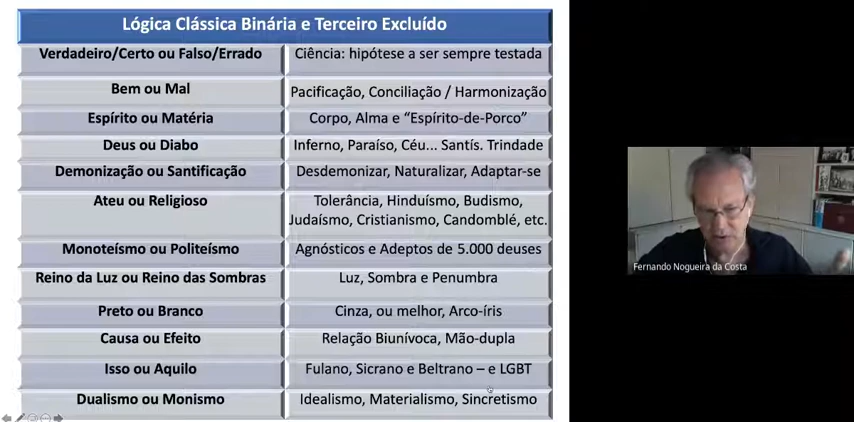 Lógica Clássica Binária e Terceiro Excluído
Verdadeiro/Certo ou Falso/Errado
Ciência: hipótese a ser sempre testada
Bem ou Mal
Pacificação, Conciliação / Harmonização
Espírito ou Matéria
Corpo, Alma e “Espírito-de-Porco”
Deus ou Diabo
Inferno, Paraíso, Céu... Santís. Trindade
Demonização ou Santificação
Desdemonizar, Naturalizar, Adaptar-se
Ateu ou Religioso
Tolerância, Hinduísmo, Budismo,
Judaísmo, Cristianismo, Candomblé, etc.
Monoteísmo ou Politeísmo
Agnósticos e Adeptos de 5.000 deuses
Reino da Luz ou Reino das Sombras
Luz, Sombra e Penumbra
Preto ou Branco
Cinza, ou melhor, Arco-íris
Causa ou Efeito
Relação Biunívoca, Mão-dupla
Isso ou Aquilo
Fulano, Sicrano e Beltrano – e LGBT
Dualismo ou Monismo
Idealismo, Materialismo, Sincretismo
Fernando Nogueira da Costa